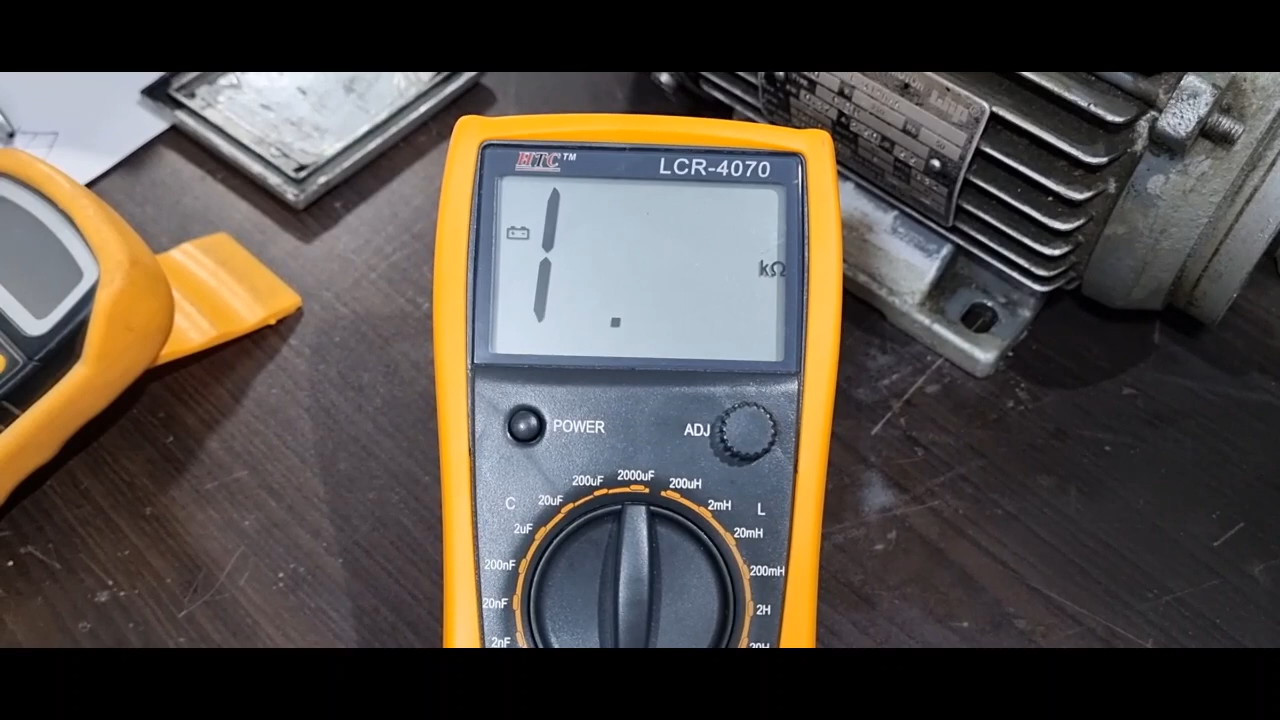 HTC™ LCR-4070
1 .
kΩ
POWER ADJ
2000uF
200uF 200uH
C 20uF 2mH L
2uF 20mH
200nF 200mH
20nF 2H
2nF 20H